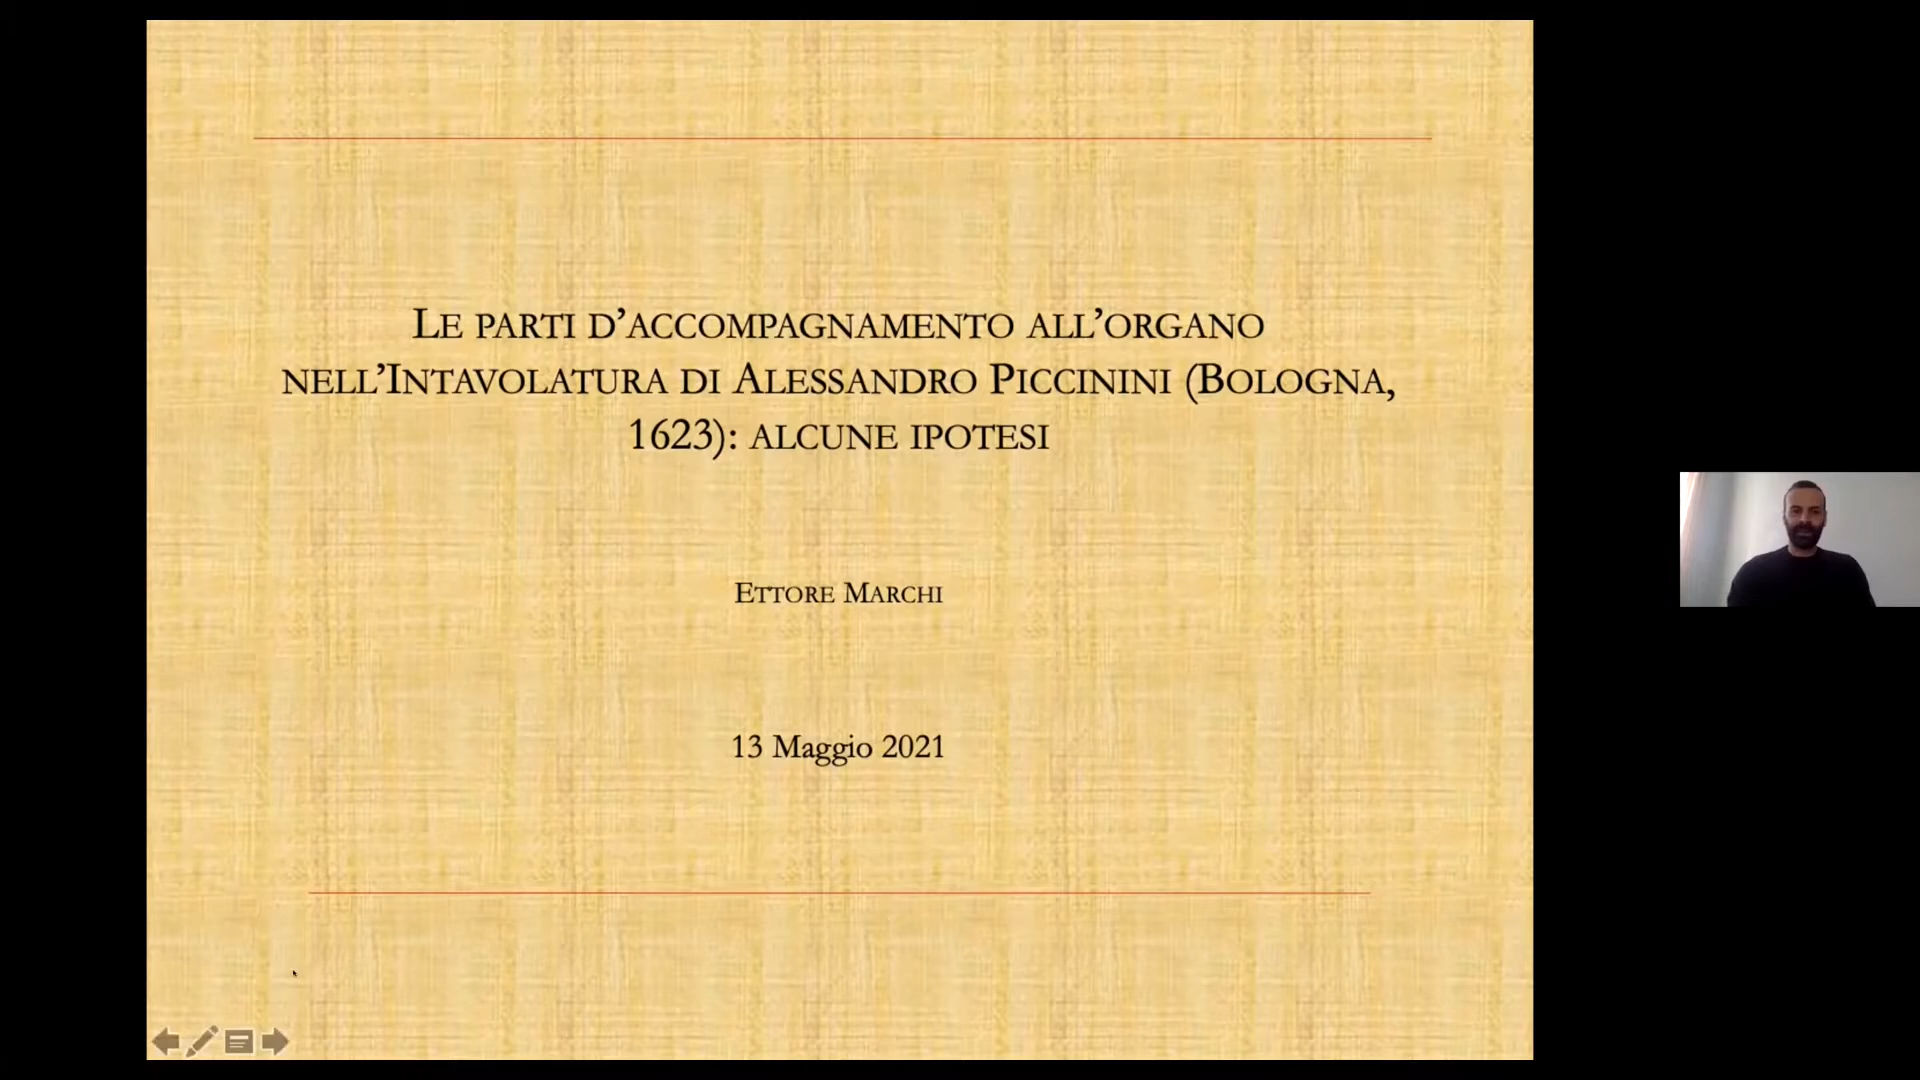 Le parti d’accompagnamento all’organo
nell’Intavolatura di Alessandro Piccinini (Bologna,
1623): alcune ipotesi
Ettore Marchi
13 Maggio 2021